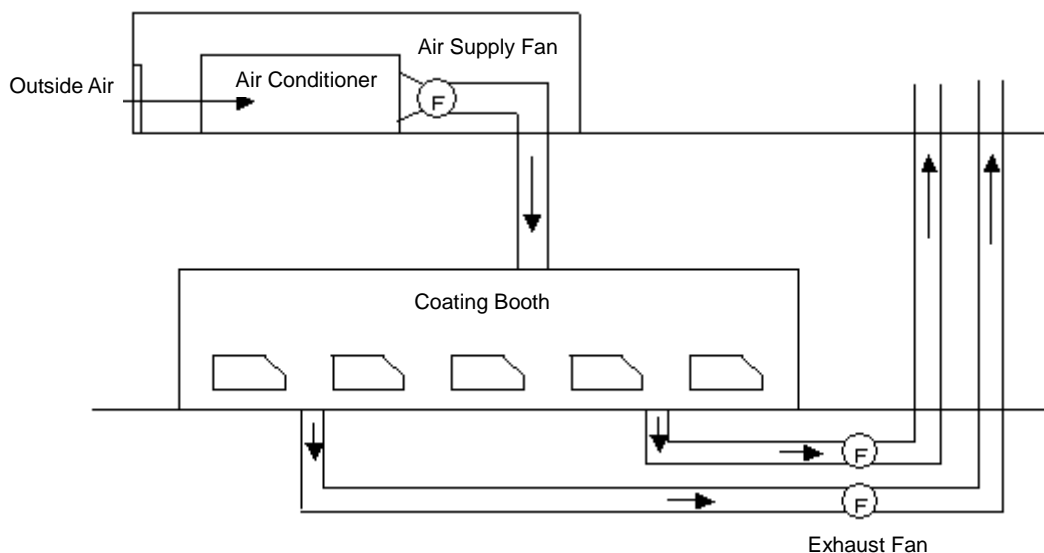 Air Supply Fan
Outside Air
Air Conditioner
F
Coating Booth
F
F
Exhaust Fan